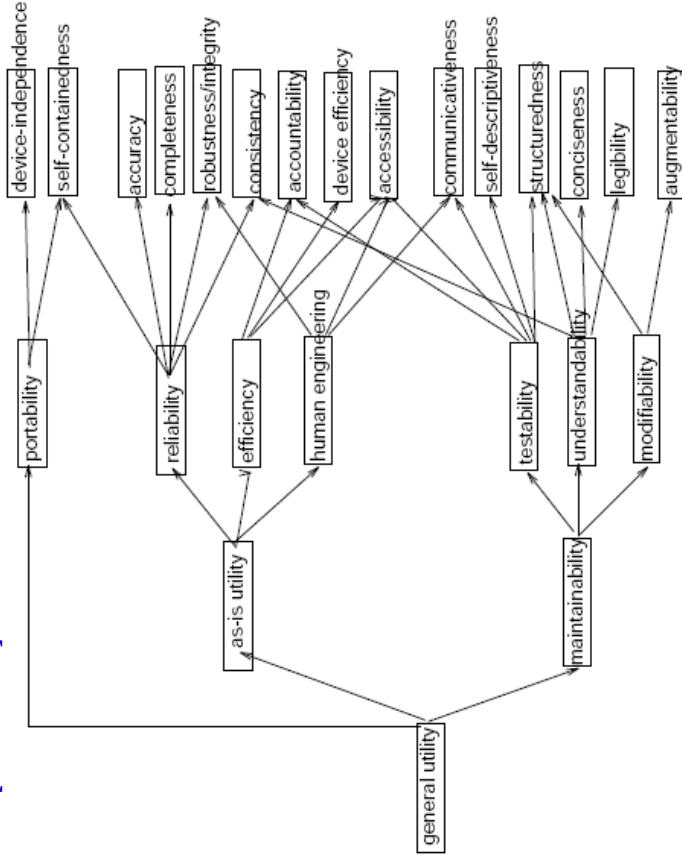 general utility
as-is utility
maintainability
portability
reliability
efficiency
human engineering
testability
understandability
modifiability
device-independence
self-containedness
accuracy
completeness
robustness/integrity
consistency
accountability
device efficiency
accessibility
communicativeness
self-descriptiveness
structuredness
conciseness
legibility
augmentability